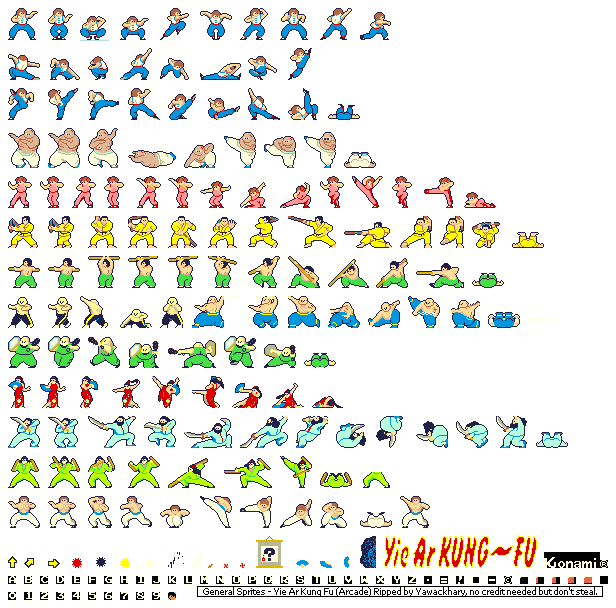 ?
Yie Ar KUNG~FU
Konami©
A B C D E F G H I J K L M N O P Q R S T U V W X Y Z
0 1 2 3 4 5 6 7 8 9
General Sprites - Yie Ar Kung Fu (Arcade) Ripped by Yawackhary, no credit needed but don't steal.